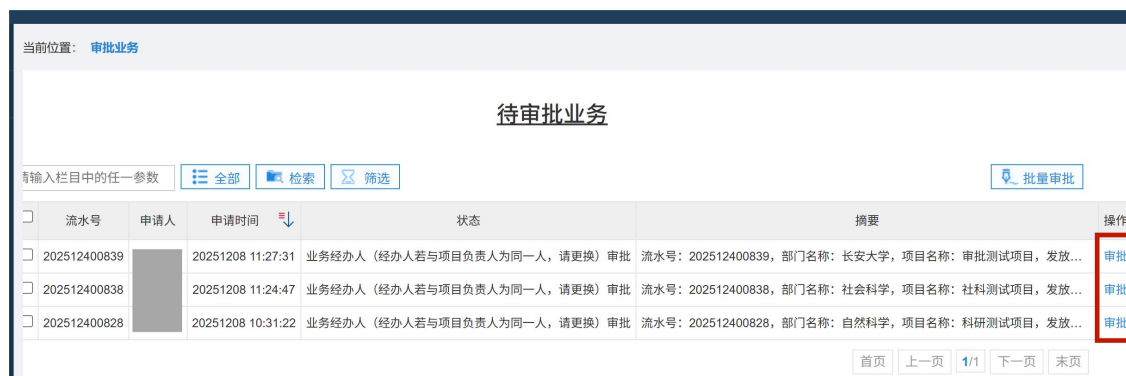 当前位置： 审批业务
待审批业务
请输入栏目中的任一参数 全部 检索 筛选 批量审批
流水号 申请人 申请时间 状态 摘要 操作
202512400839 20251208 11:27:31 业务经办人（经办人若与项目负责人为同一人，请更换）审批 流水号：202512400839，部门名称：长安大学，项目名称：审批测试项目，发放... 审批
202512400838 20251208 11:24:47 业务经办人（经办人若与项目负责人为同一人，请更换）审批 流水号：202512400838，部门名称：社会科学，项目名称：社科测试项目，发放... 审批
202512400828 20251208 10:31:22 业务经办人（经办人若与项目负责人为同一人，请更换）审批 流水号：202512400828，部门名称：自然科学，项目名称：科研测试项目，发放... 审批
首页 上一页 1/1 下一页 末页